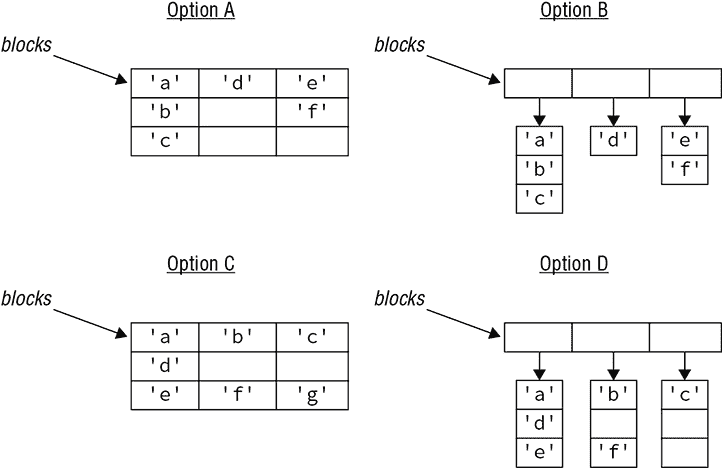 Option A
blocks
'a' 'd' 'e'
'b' 'f'
'c'
Option B
blocks
'a' 'd' 'e'
'b' 'f'
'c'
Option C
blocks
'a' 'b' 'c'
'd'
'e' 'f' 'g'
Option D
blocks
'a' 'b' 'c'
'd'
'e' 'f'